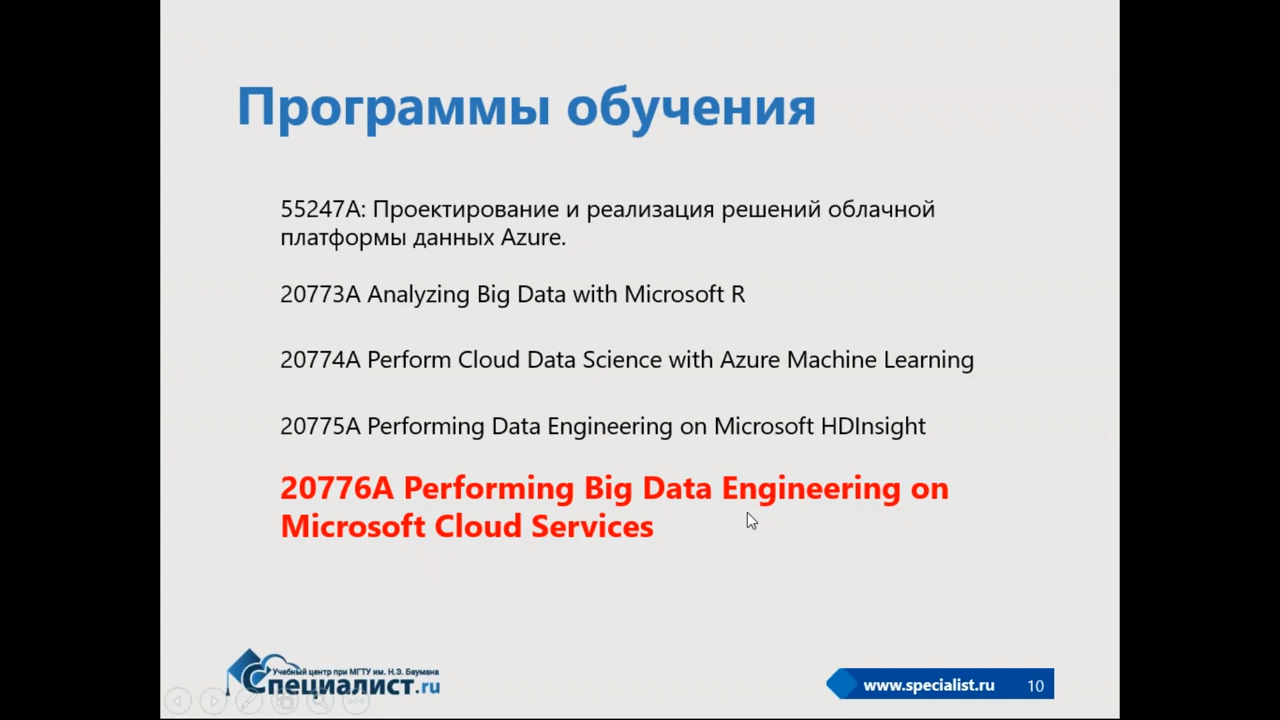 Программы обучения
55247A: Проектирование и реализация решений облачной
платформы данных Azure.
20773A Analyzing Big Data with Microsoft R
20774A Perform Cloud Data Science with Azure Machine Learning
20775A Performing Data Engineering on Microsoft HDInsight
20776A Performing Big Data Engineering on
Microsoft Cloud Services
Учебный центр при МГТУ им. Н.Э. Баумана
Специалист.ru
www.specialist.ru 10